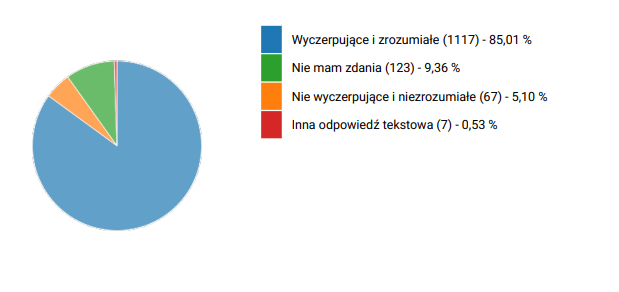 Wyczerpujące i zrozumiałe (1117) - 85,01 %
Nie mam zdania (123) - 9,36 %
Nie wyczerpujące i niezrozumiałe (67) - 5,10 %
Inna odpowiedź tekstowa (7) - 0,53 %